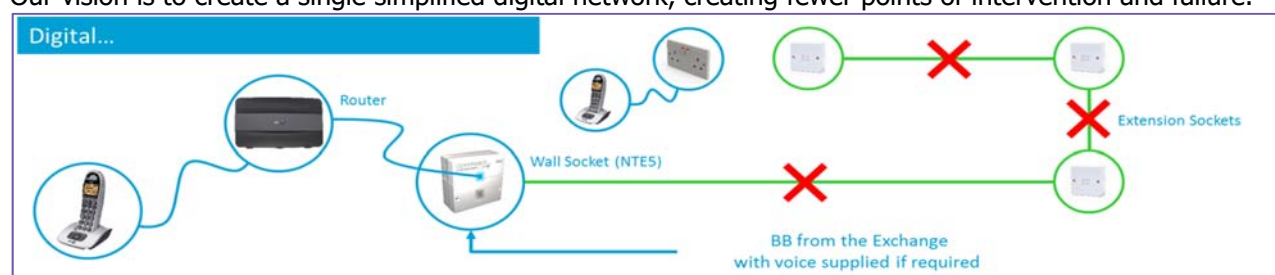 Our vision is to create a single simplified digital network, creating fewer points of intervention and failure.
Digital...
Router
Extension Sockets
Wall Socket (NTE5)
BB from the Exchange
with voice supplied if required